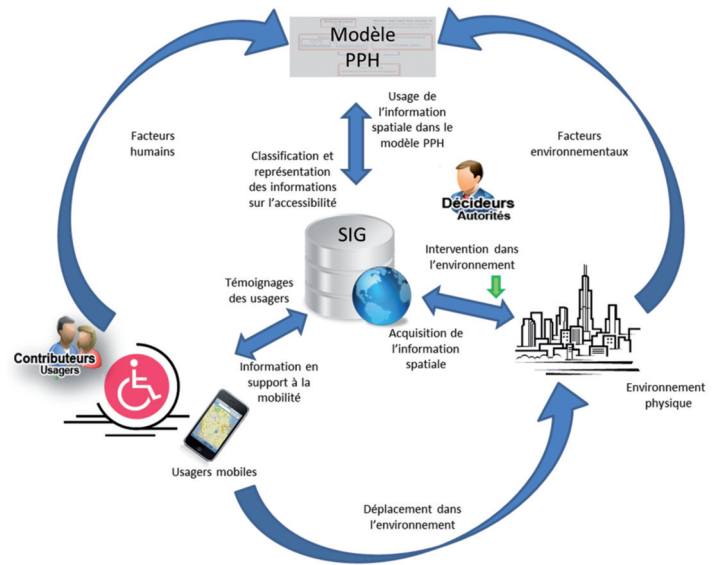 Modèle
PPH
Usage de
l'information
spatiale dans le
modèle PPH
Facteurs
humains
Facteurs
environnementaux
Classification et
représentation
des informations
sur l'accessibilité
Décideurs
Autorités
SIG
Intervention dans
l'environnement
Témoignages
des usagers
Acquisition de
l'information
spatiale
Contributeurs
Usagers
Information en
support à la
mobilité
Environnement
physique
Usagers mobiles
Déplacement dans
l'environnement